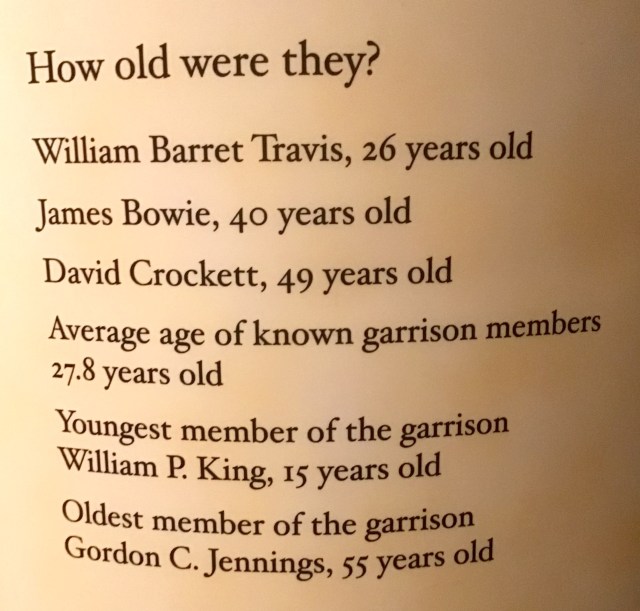 How old were they?
William Barret Travis, 26 years old
James Bowie, 40 years old
David Crockett, 49 years old
Average age of known garrison members
27.8 years old
Youngest member of the garrison
William P. King, 15 years old
Oldest member of the garrison
Gordon C. Jennings, 55 years old